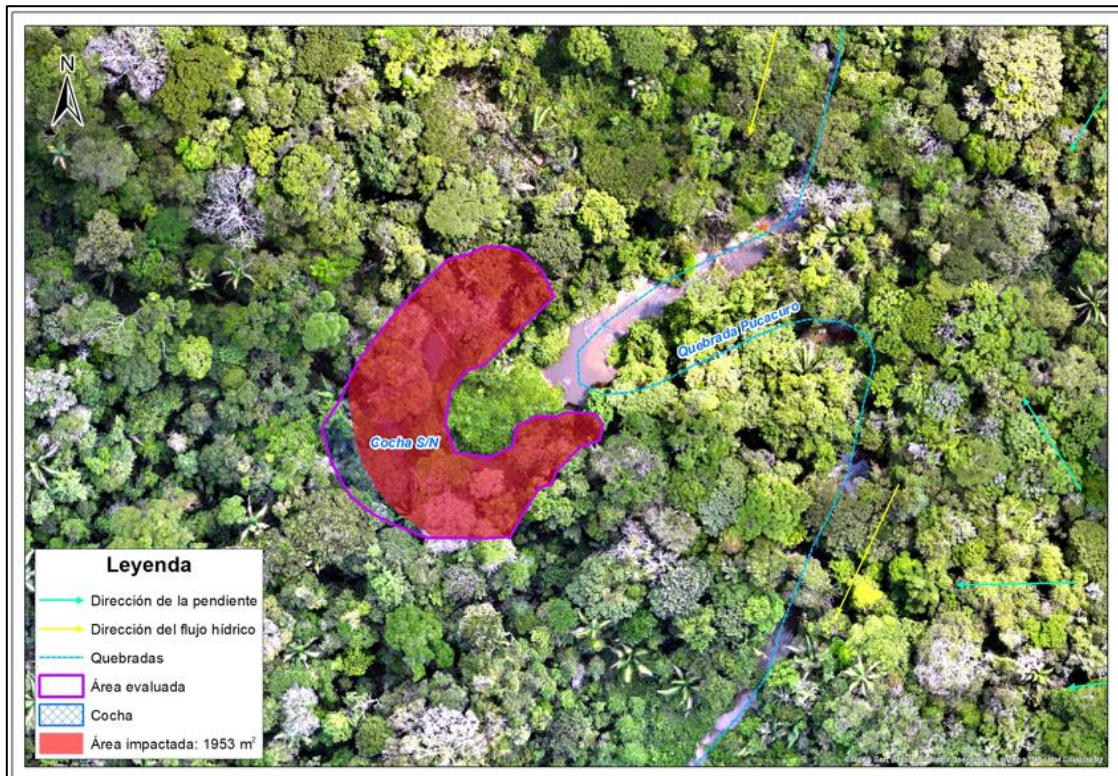 N
Quebrada Pucacuro
Cocha S/N
Leyenda
Dirección de la pendiente
Dirección del flujo hídrico
Quebradas
Área evaluada
Cocha
Área impactada: 1953 m²